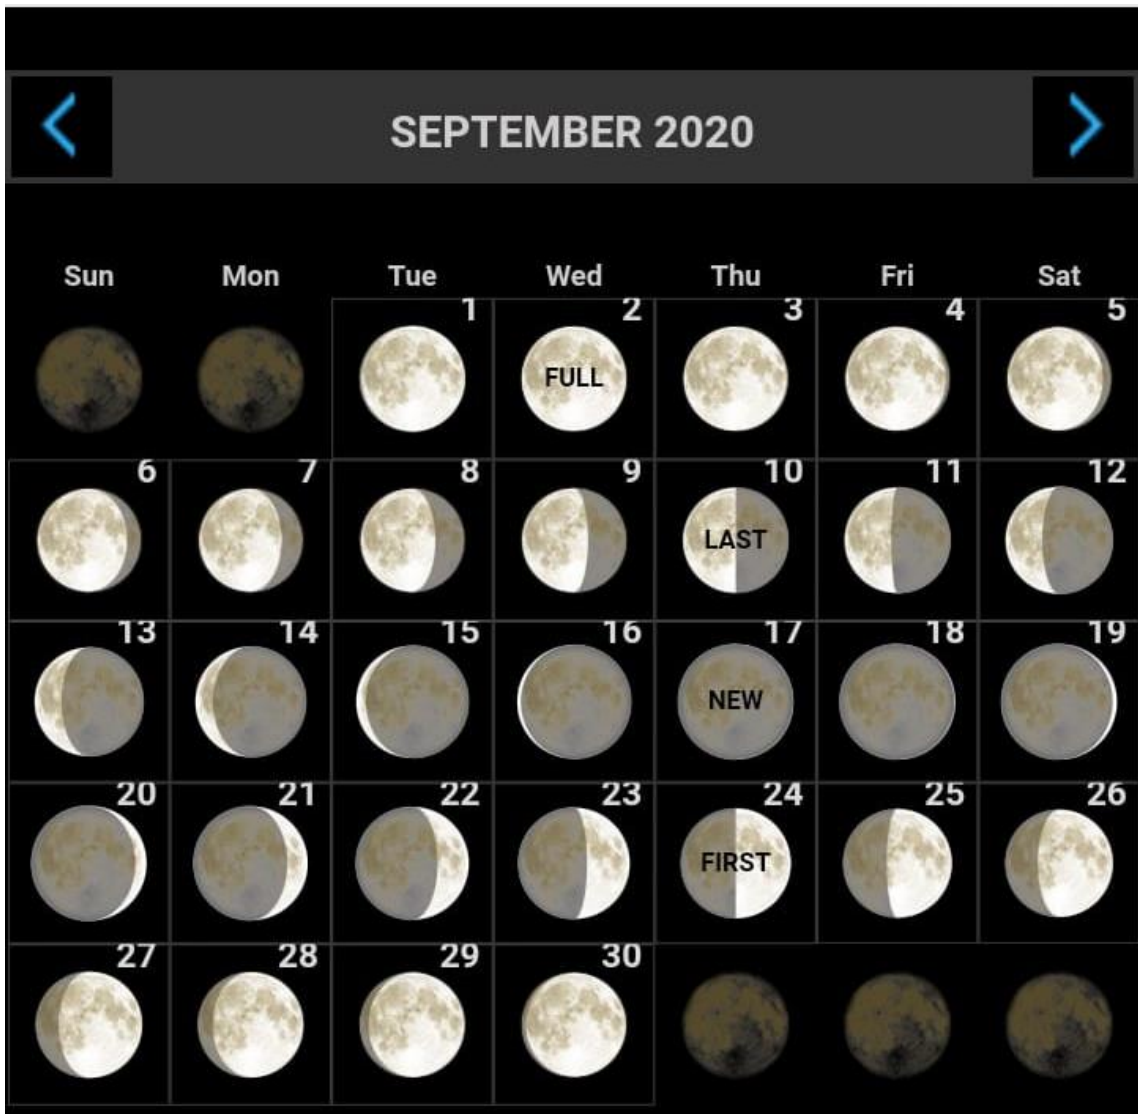 SEPTEMBER 2020
Sun Mon Tue Wed Thu Fri Sat
1 2 3 4 5
FULL
6 7 8 9 10 11 12
LAST
13 14 15 16 17 18 19
NEW
20 21 22 23 24 25 26
FIRST
27 28 29 30